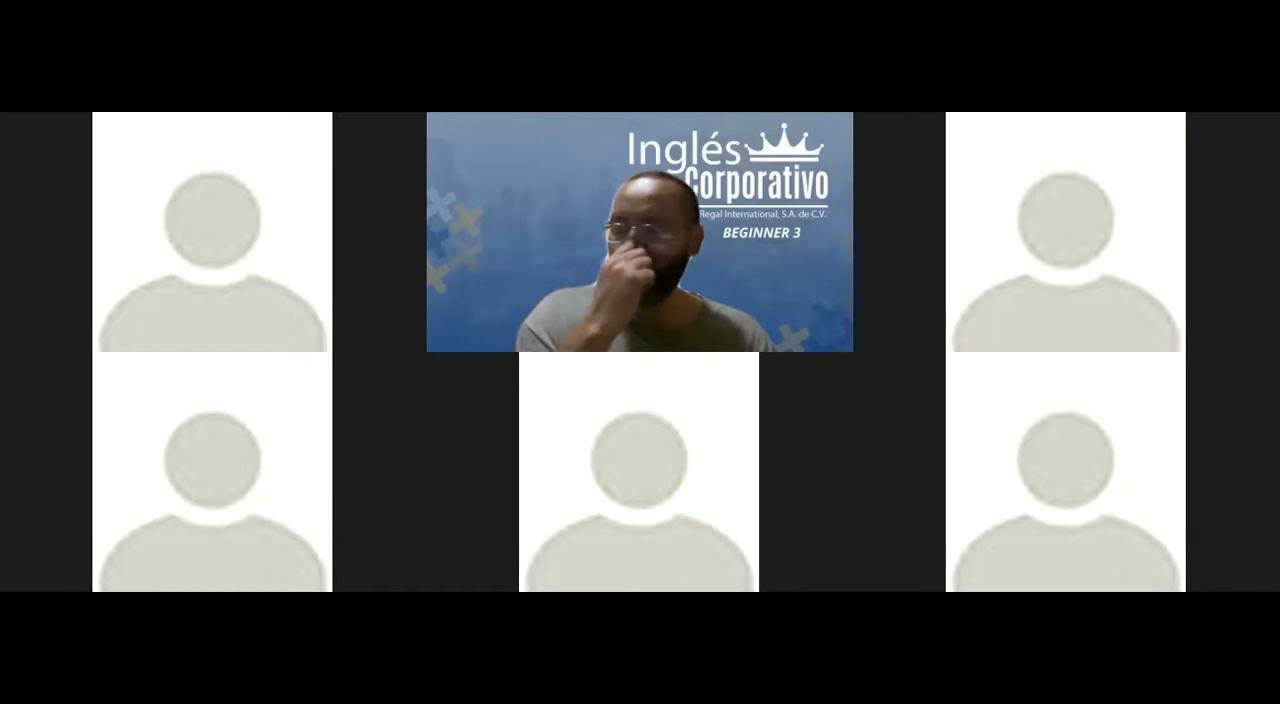 Inglés
Corporativo
Regal International, S.A. de C.V.
BEGINNER 3